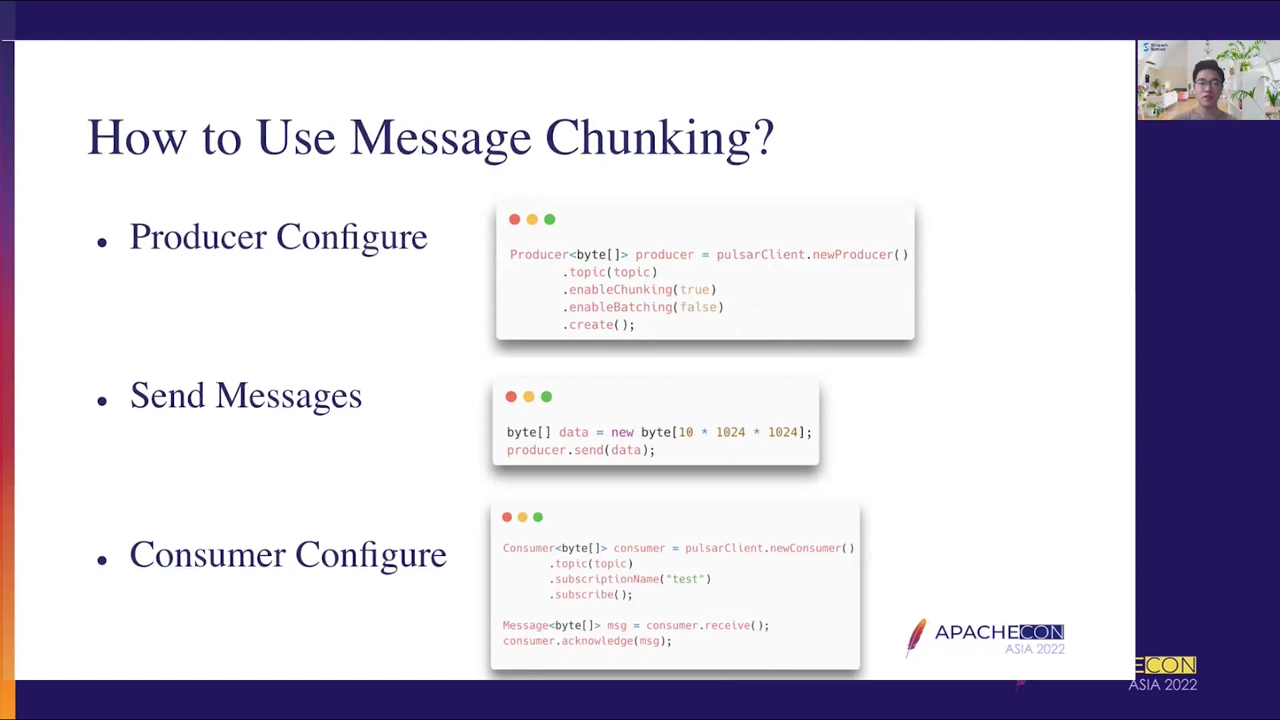 How to Use Message Chunking?
• Producer Configure
Producer<byte[]> producer = pulsarClient.newProducer()
.topic(topic)
.enableChunking(true)
.enableBatching(false)
.create();
• Send Messages
byte[] data = new byte[10 * 1024 * 1024];
producer.send(data);
• Consumer Configure
Consumer<byte[]> consumer = pulsarClient.newConsumer()
.topic(topic)
.subscriptionName("test")
.subscribe();
Message<byte[]> msg = consumer.receive();
consumer.acknowledge(msg);
APACHECON
ASIA 2022
ECON
ASIA 2022
Stream
Native